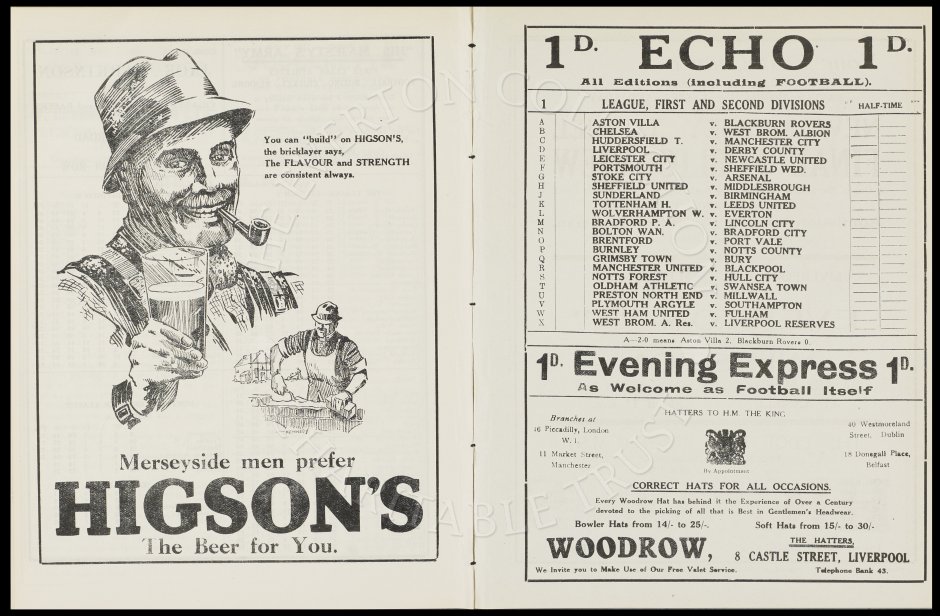 You can "build" on HIGSON'S,
the bricklayer says,
The FLAVOUR and STRENGTH
are consistent always.
Merseyside men prefer
HIGSON'S
The Beer for You.
1D. ECHO 1D.
All Editions (including FOOTBALL).
1 LEAGUE, FIRST AND SECOND DIVISIONS HALF-TIME
A ASTON VILLA v. BLACKBURN ROVERS
B CHELSEA v. WEST BROM. ALBION
C HUDDERSFIELD T. v. MANCHESTER CITY
D LIVERPOOL v. DERBY COUNTY
E LEICESTER CITY v. NEWCASTLE UNITED
F PORTSMOUTH v. SHEFFIELD WED.
G STOKE CITY v. ARSENAL
H SHEFFIELD UNITED v. MIDDLESBROUGH
J SUNDERLAND v. BIRMINGHAM
K TOTTENHAM H. v. LEEDS UNITED
L WOLVERHAMPTON W. v. EVERTON
M BRADFORD P. A. v. LINCOLN CITY
N BOLTON WAN. v. BRADFORD CITY
O BRENTFORD v. PORT VALE
P BURNLEY v. NOTTS COUNTY
Q GRIMSBY TOWN v. BURY
R MANCHESTER UNITED v. BLACKPOOL
S NOTTS FOREST v. HULL CITY
T OLDHAM ATHLETIC v. SWANSEA TOWN
U PRESTON NORTH END v. MILLWALL
V PLYMOUTH ARGYLE v. SOUTHAMPTON
W WEST HAM UNITED v. FULHAM
X WEST BROM. A. Res. v. LIVERPOOL RESERVES
A—2-0 means Aston Villa 2, Blackburn Rovers 0.
1D. Evening Express 1D.
As Welcome as Football Itself
HATTERS TO H.M. THE KING
Branches at
46 Piccadilly, London
W. 1.
11 Market Street,
Manchester
By Appointment
40 Westmoreland
Street, Dublin
18 Donegall Place,
Belfast
CORRECT HATS FOR ALL OCCASIONS.
Every Woodrow Hat has behind it the Experience of Over a Century
devoted to the picking of all that is Best in Gentlemen's Headwear.
Bowler Hats from 14/- to 25/-. Soft Hats from 15/- to 30/-
WOODROW, THE HATTERS,
8 CASTLE STREET, LIVERPOOL
We Invite you to Make Use of Our Free Valet Service. Telephone Bank 43.